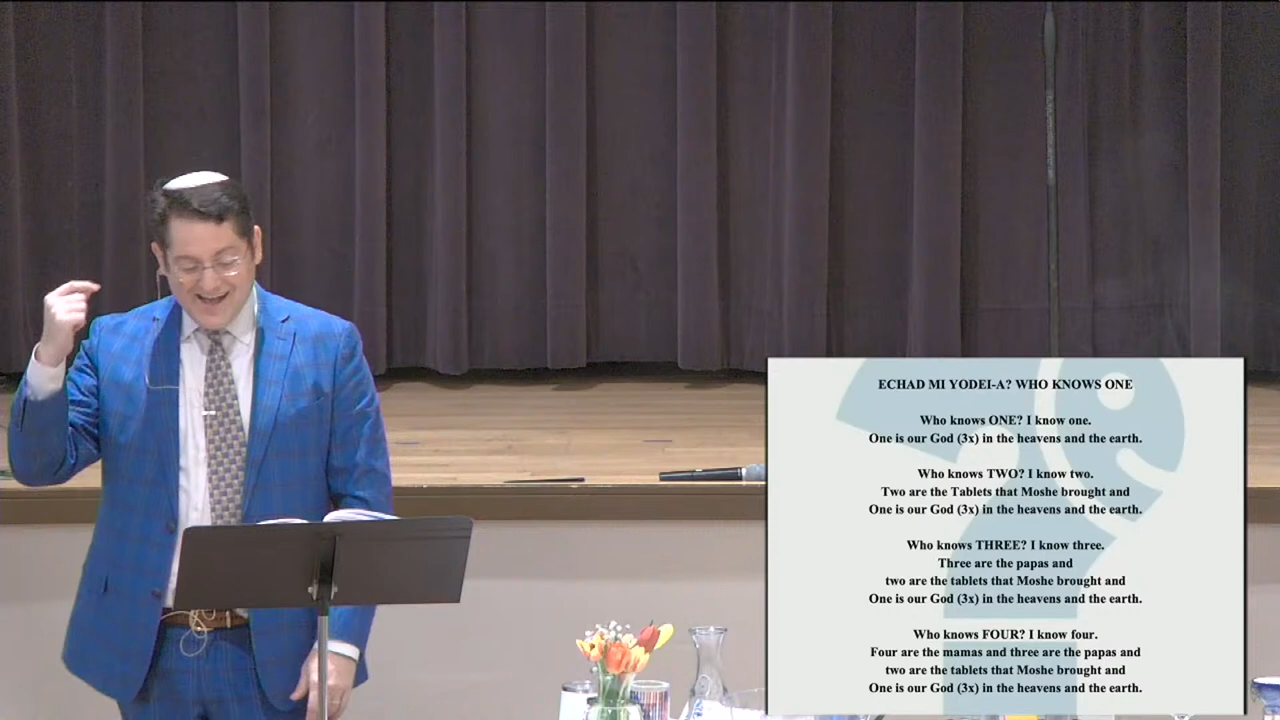 ECHAD MI YODEI-A? WHO KNOWS ONE
Who knows ONE? I know one.
One is our God (3x) in the heavens and the earth.
Who knows TWO? I know two.
Two are the Tablets that Moshe brought and
One is our God (3x) in the heavens and the earth.
Who knows THREE? I know three.
Three are the papas and
two are the tablets that Moshe brought and
One is our God (3x) in the heavens and the earth.
Who knows FOUR? I know four.
Four are the mamas and three are the papas and
two are the tablets that Moshe brought and
One is our God (3x) in the heavens and the earth.